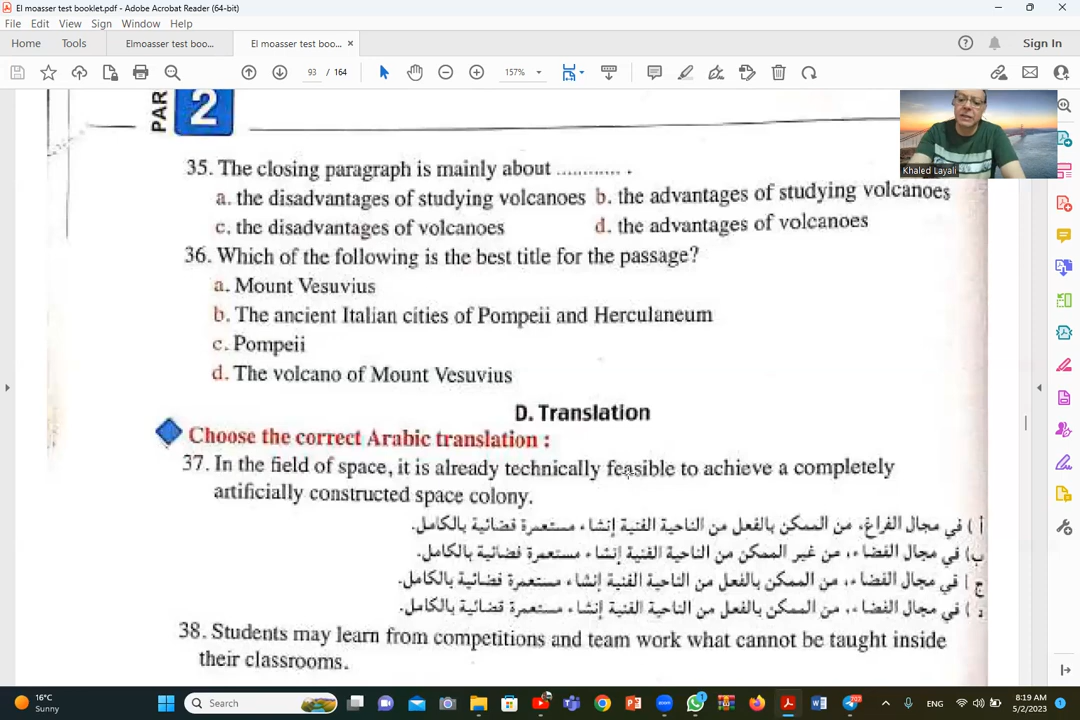 El moasser test booklet.pdf - Adobe Acrobat Reader (64-bit)
File Edit View Sign Window Help
Home Tools Elmoasser test boo... El moasser test boo... × Sign In
93 / 164 157%
PAR 2
Khaled Layali
35. The closing paragraph is mainly about ............ .
a. the disadvantages of studying volcanoes b. the advantages of studying volcanoes
c. the disadvantages of volcanoes d. the advantages of volcanoes
36. Which of the following is the best title for the passage?
a. Mount Vesuvius
b. The ancient Italian cities of Pompeii and Herculaneum
c. Pompeii
d. The volcano of Mount Vesuvius
D. Translation
Choose the correct Arabic translation :
37. In the field of space, it is already technically feasible to achieve a completely
artificially constructed space colony.
أ ) في مجال الفراغ، من الممكن بالفعل من الناحية الفنية إنشاء مستعمرة فضائية بالكامل.
ب) في مجال الفضاء، من غير الممكن من الناحية الفنية إنشاء مستعمرة فضائية بالكامل.
ج ) في مجال الفضاء، من الممكن بالفعل من الناحية الفنية إنشاء مستعمرة فضائية بالكامل.
د ) في مجال الفضاء، من الممكن بالفعل من الناحية الفنية إنشاء مستعمرة قضائية بالكامل.
38. Students may learn from competitions and team work what cannot be taught inside
their classrooms.
16°C
Sunny
Search
ENG
8:19 AM
5/2/2023